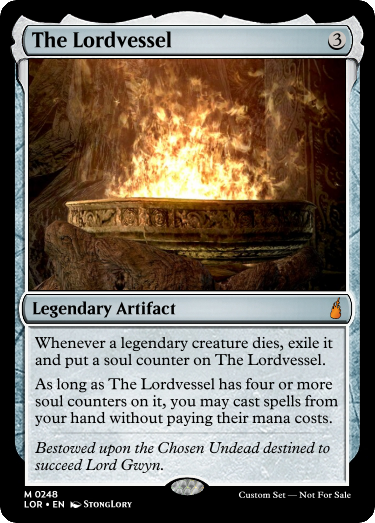 The Lordvessel 3
Legendary Artifact
Whenever a legendary creature dies, exile it
and put a soul counter on The Lordvessel.
As long as The Lordvessel has four or more
soul counters on it, you may cast spells from
your hand without paying their mana costs.
Bestowed upon the Chosen Undead destined to
succeed Lord Gwyn.
M 0248
LOR • EN StongLory
Custom Set — Not For Sale